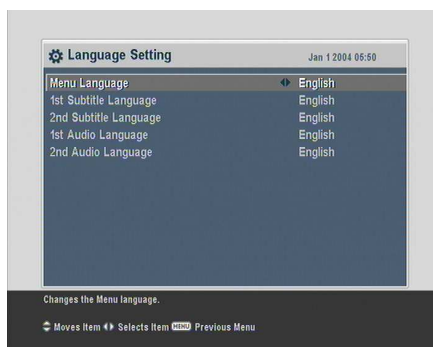 Language Setting Jan 1 2004 05:50
Menu Language English
1st Subtitle Language English
2nd Subtitle Language English
1st Audio Language English
2nd Audio Language English
Changes the Menu language.
Moves Item Selects Item MENU Previous Menu